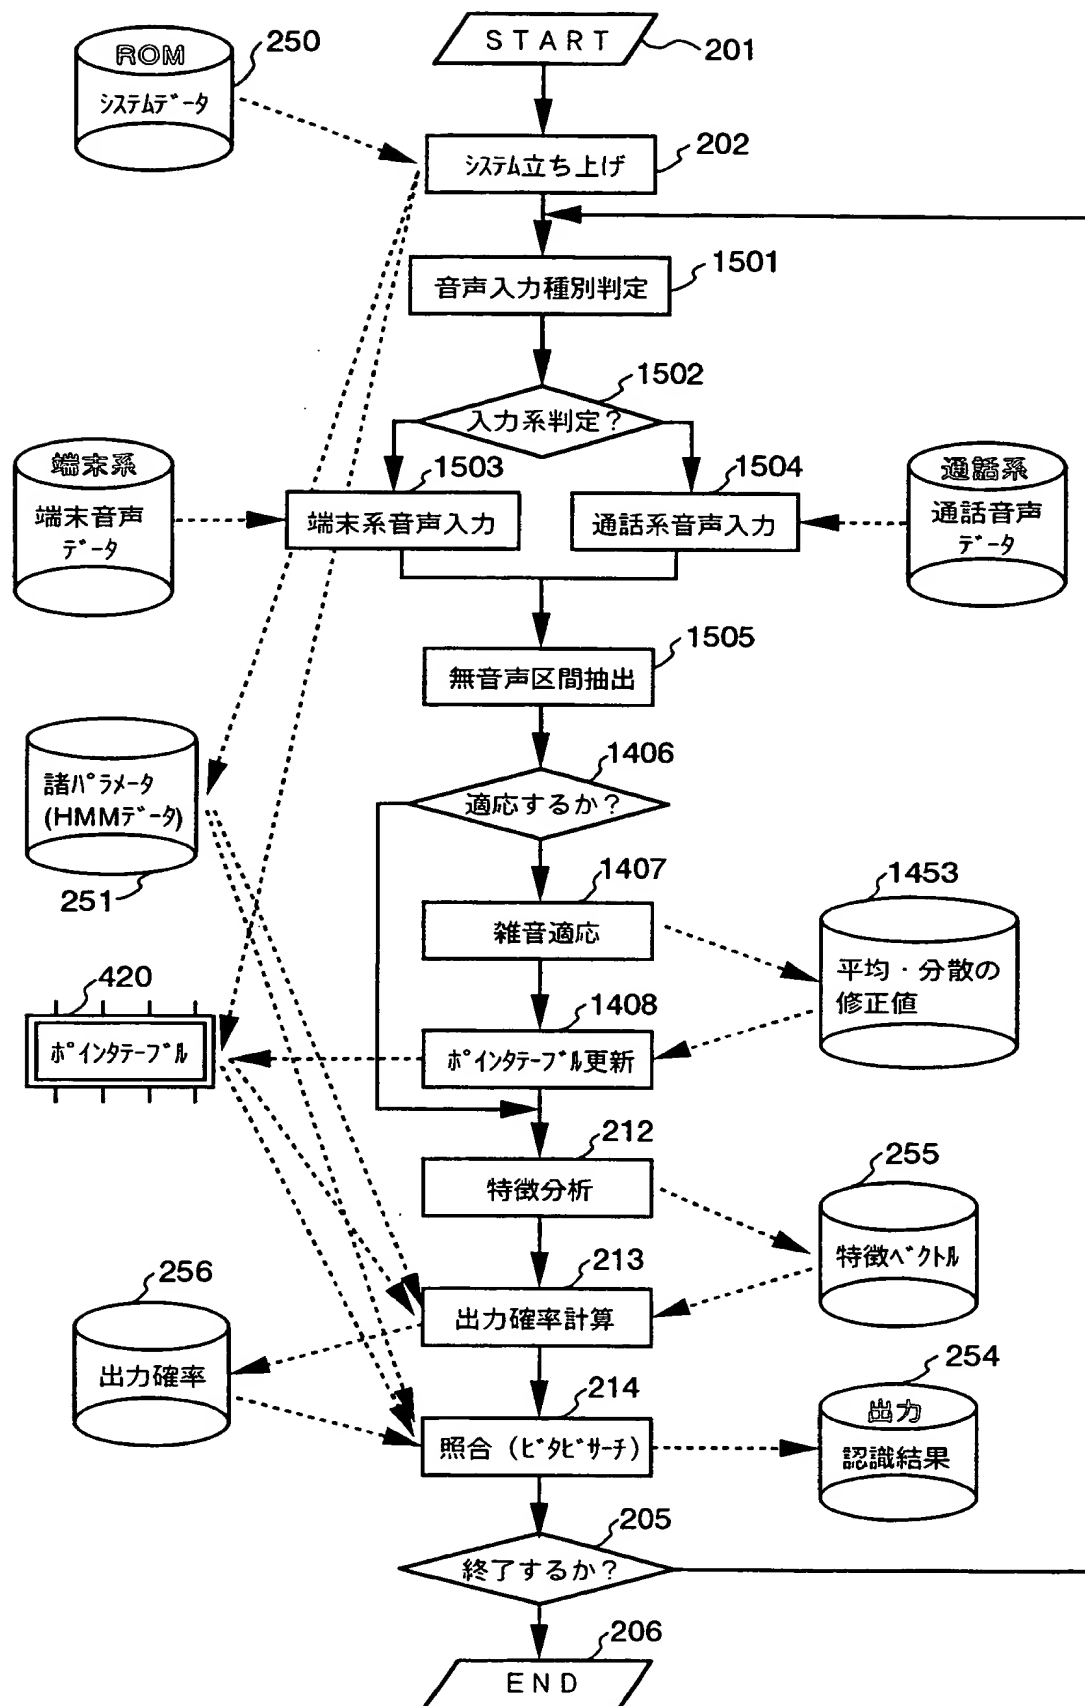 START
201
250
ROM
システムデータ
システム立ち上げ
202
音声入力種別判定
1501
入力系判定?
1502
端末系
端末音声
データ
端末系音声入力
1503
通話系音声入力
1504
通話系
通話音声
データ
無音声区間抽出
1505
諸パラメータ
(HMMデータ)
251
適応するか?
1406
雑音適応
1407
1453
平均・分散の
修正値
420
ポインタテーブル
ポインタテーブル更新
1408
特徴分析
212
255
特徴ベクトル
256
出力確率
出力確率計算
213
照合(ビタビサーチ)
214
254
出力
認識結果
終了するか?
205
END
206